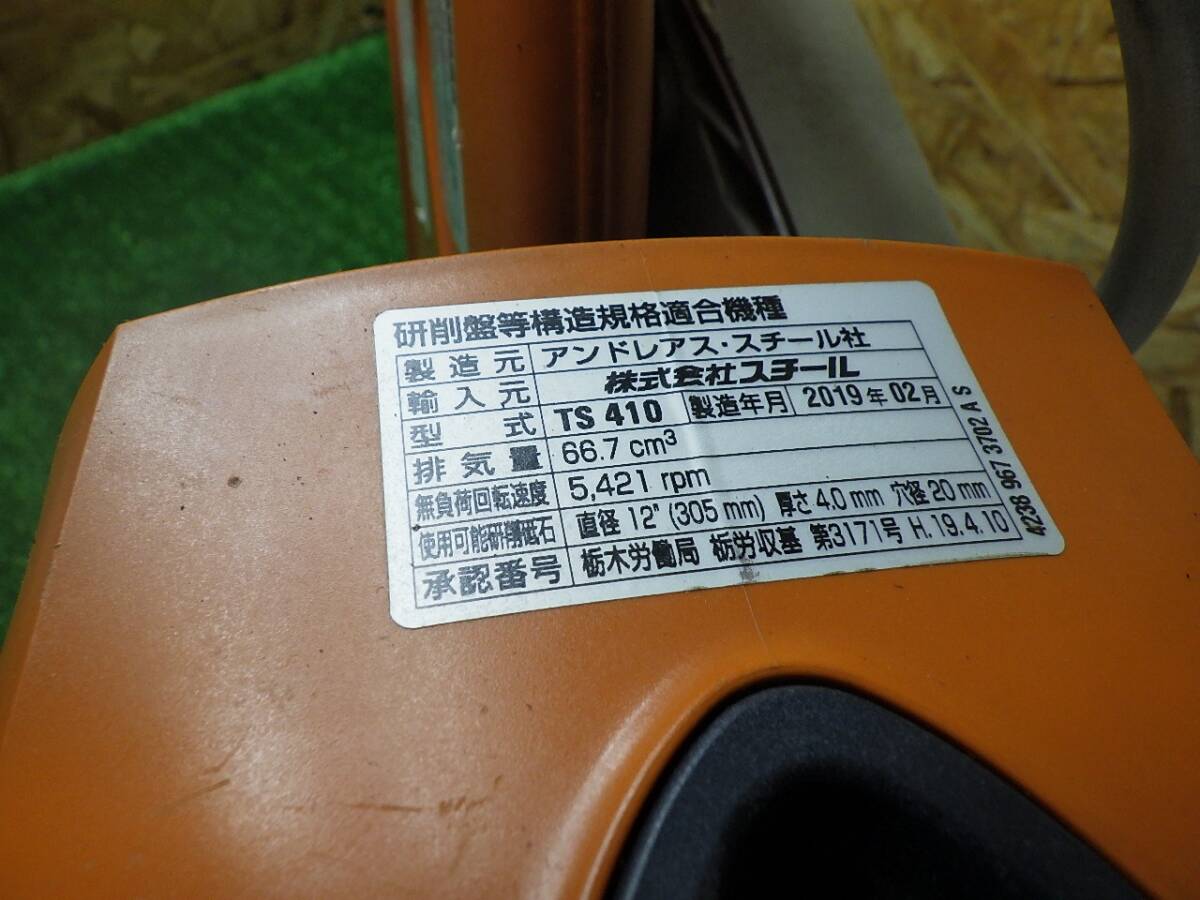 研削盤等構造規格適合機種
製造元 アンドレアス・スチール社
輸入元 株式会社スチール
型式 TS 410 製造年月 2019年02月
排気量 66.7 cm³
無負荷回転速度 5,421 rpm
使用可能研削砥石 直径 12" (305 mm) 厚さ 4.0 mm 穴径 20 mm
承認番号 栃木労働局 栃労収基 第3171号 H.19.4.10
4238 967 3702 A S